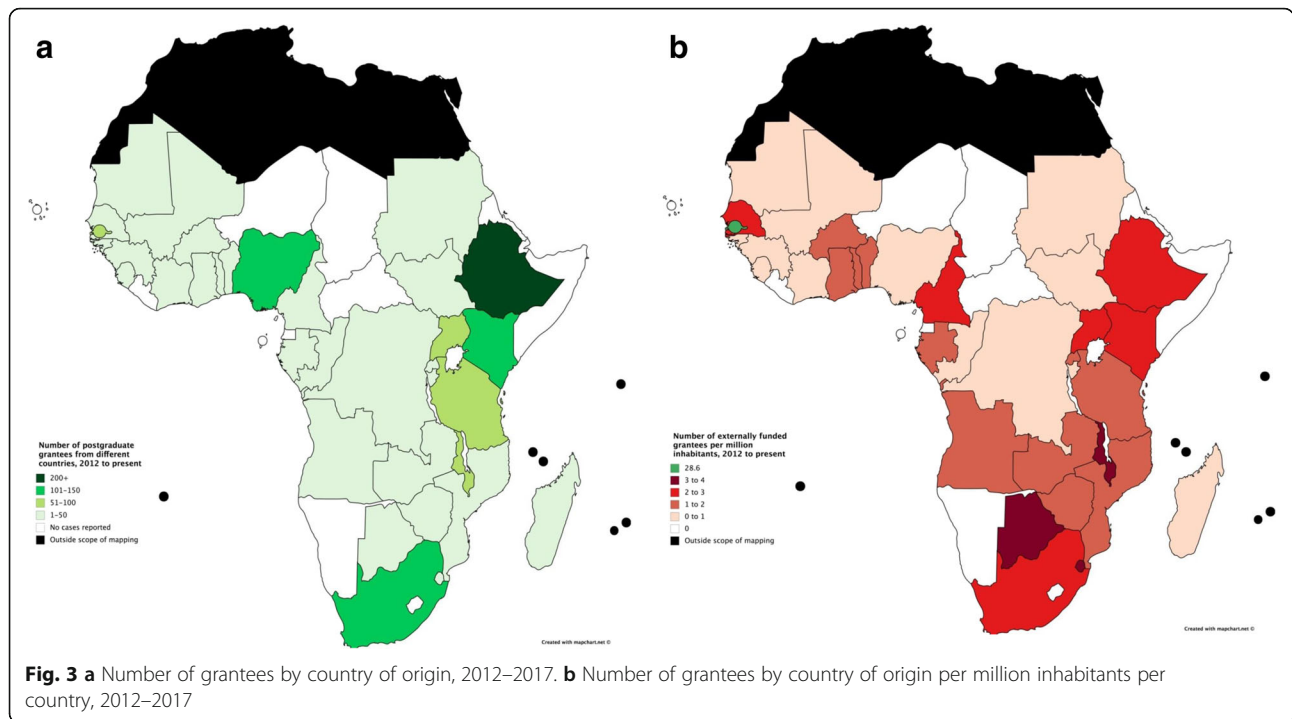 a
Number of postgraduate
grantees from different
countries, 2012 to present
200+
101–150
51–100
1–50
No cases reported
Outside scope of mapping
Created with mapchart.net ©
b
Number of externally funded
grantees per million
inhabitants, 2012 to present
28.6
3 to 4
2 to 3
1 to 2
0 to 1
0
Outside scope of mapping
Created with mapchart.net ©
Fig. 3 a Number of grantees by country of origin, 2012–2017. b Number of grantees by country of origin per million inhabitants per
country, 2012–2017